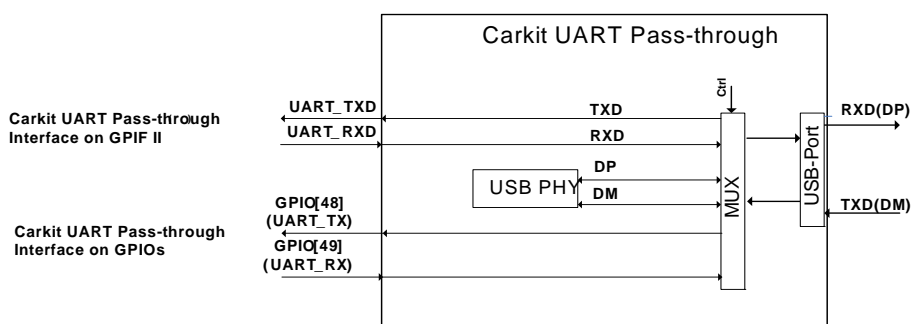 Carkit UART Pass-through
Ctrl
UART_TXD
TXD
RXD(DP)
Carkit UART Pass-through
Interface on GPIF II
UART_RXD
RXD
USB PHY
DP
DM
MUX
USB-Port
TXD(DM)
GPIO[48]
(UART_TX)
Carkit UART Pass-through
Interface on GPIOs
GPIO[49]
(UART_RX)